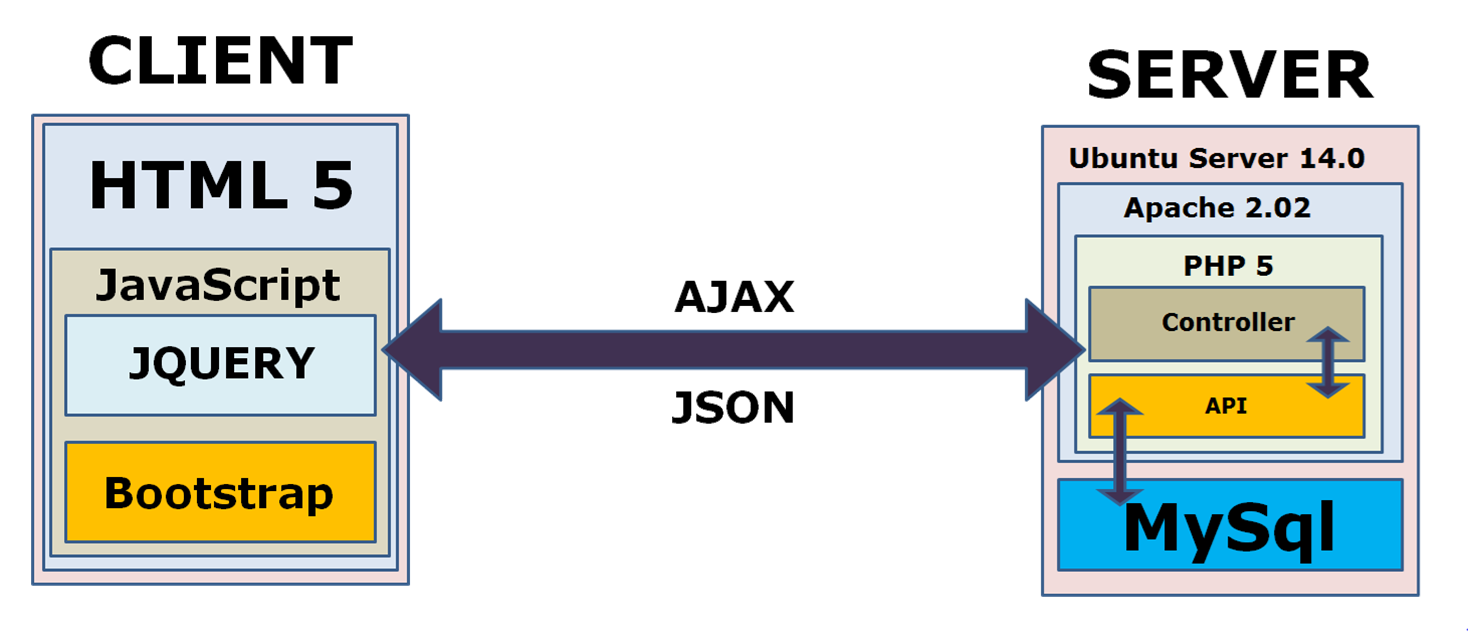 CLIENT
HTML 5
JavaScript
JQUERY
Bootstrap
AJAX
JSON
SERVER
Ubuntu Server 14.0
Apache 2.02
PHP 5
Controller
API
MySql